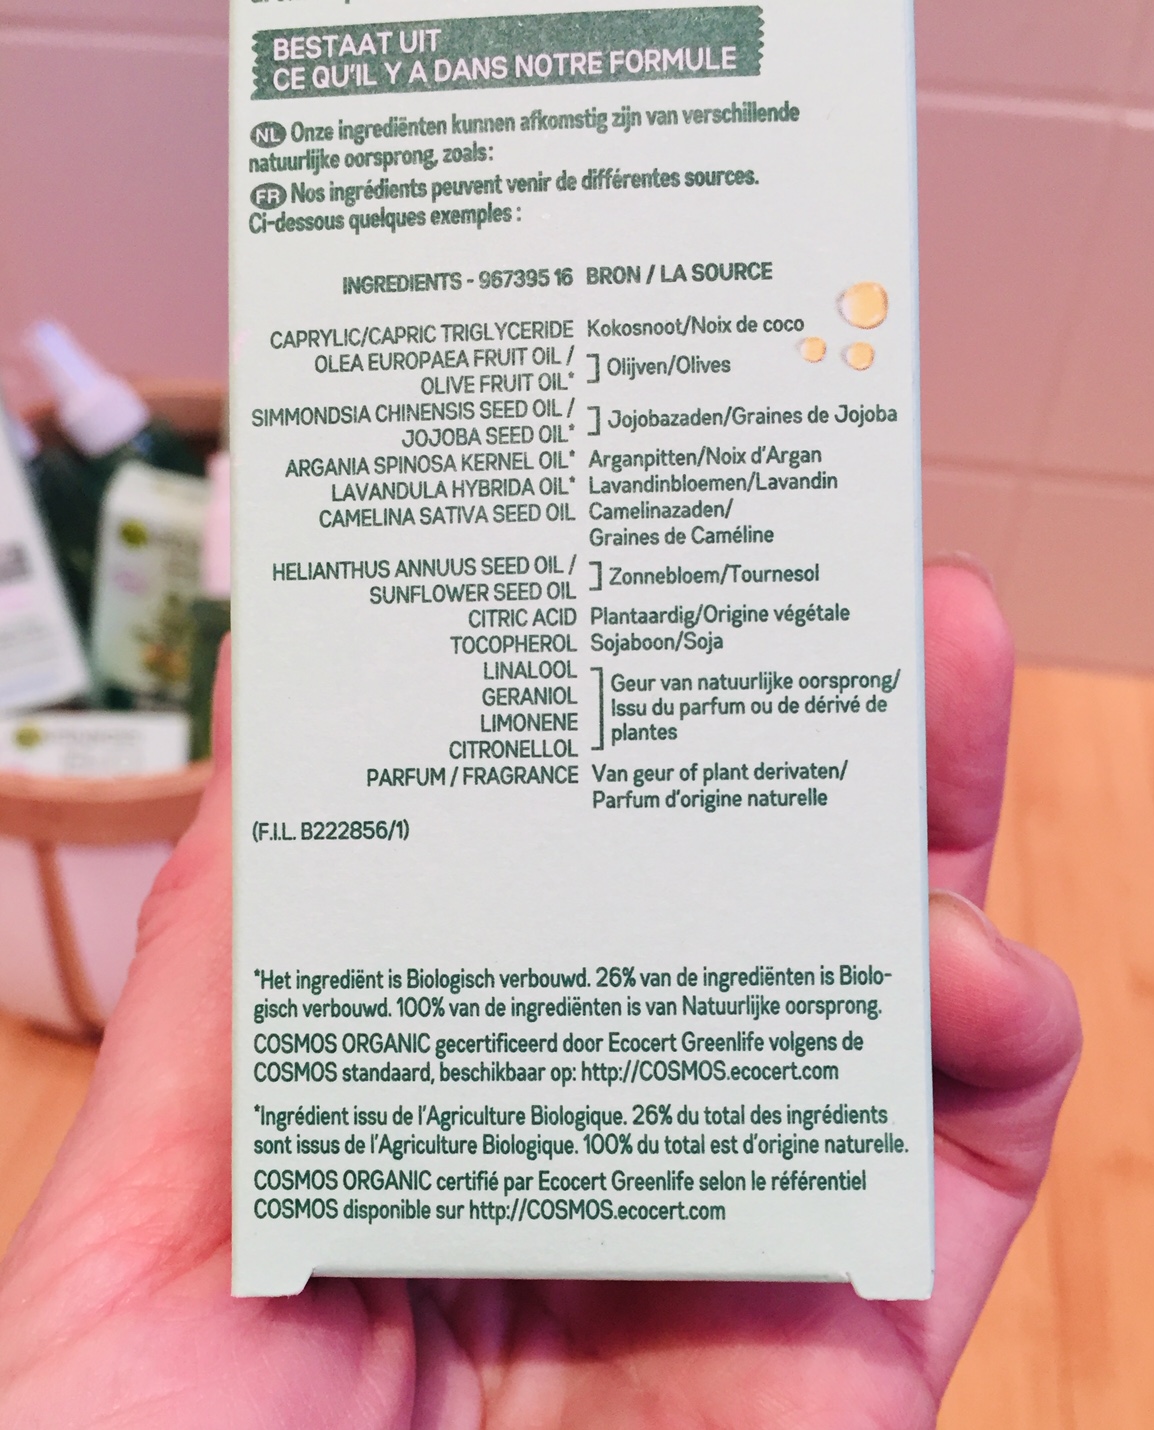 BESTAAT UIT
CE QU'IL Y A DANS NOTRE FORMULE
NL Onze ingrediënten kunnen afkomstig zijn van verschillende
natuurlijke oorsprong, zoals:
FR Nos ingrédients peuvent venir de différentes sources.
Ci-dessous quelques exemples :
INGREDIENTS - 967395 16 BRON / LA SOURCE
CAPRYLIC/CAPRIC TRIGLYCERIDE Kokosnoot/Noix de coco
OLEA EUROPAEA FRUIT OIL /
OLIVE FRUIT OIL* Olijven/Olives
SIMMONDSIA CHINENSIS SEED OIL /
JOJOBA SEED OIL* Jojobazaden/Graines de Jojoba
ARGANIA SPINOSA KERNEL OIL* Arganpitten/Noix d'Argan
LAVANDULA HYBRIDA OIL* Lavandinbloemen/Lavandin
CAMELINA SATIVA SEED OIL Camelinazaden/
Graines de Caméline
HELIANTHUS ANNUUS SEED OIL /
SUNFLOWER SEED OIL Zonnebloem/Tournesol
CITRIC ACID Plantaardig/Origine végétale
TOCOPHEROL Sojaboon/Soja
LINALOOL
GERANIOL Geur van natuurlijke oorsprong/
LIMONENE Issu du parfum ou de dérivé de
CITRONELLOL plantes
PARFUM / FRAGRANCE Van geur of plant derivaten/
Parfum d'origine naturelle
(F.I.L. B222856/1)
*Het ingrediënt is Biologisch verbouwd. 26% van de ingrediënten is Biolo-
gisch verbouwd. 100% van de ingrediënten is van Natuurlijke oorsprong.
COSMOS ORGANIC gecertificeerd door Ecocert Greenlife volgens de
COSMOS standaard, beschikbaar op: http://COSMOS.ecocert.com
*Ingrédient issu de l'Agriculture Biologique. 26% du total des ingrédients
sont issus de l'Agriculture Biologique. 100% du total est d'origine naturelle.
COSMOS ORGANIC certifié par Ecocert Greenlife selon le référentiel
COSMOS disponible sur http://COSMOS.ecocert.com